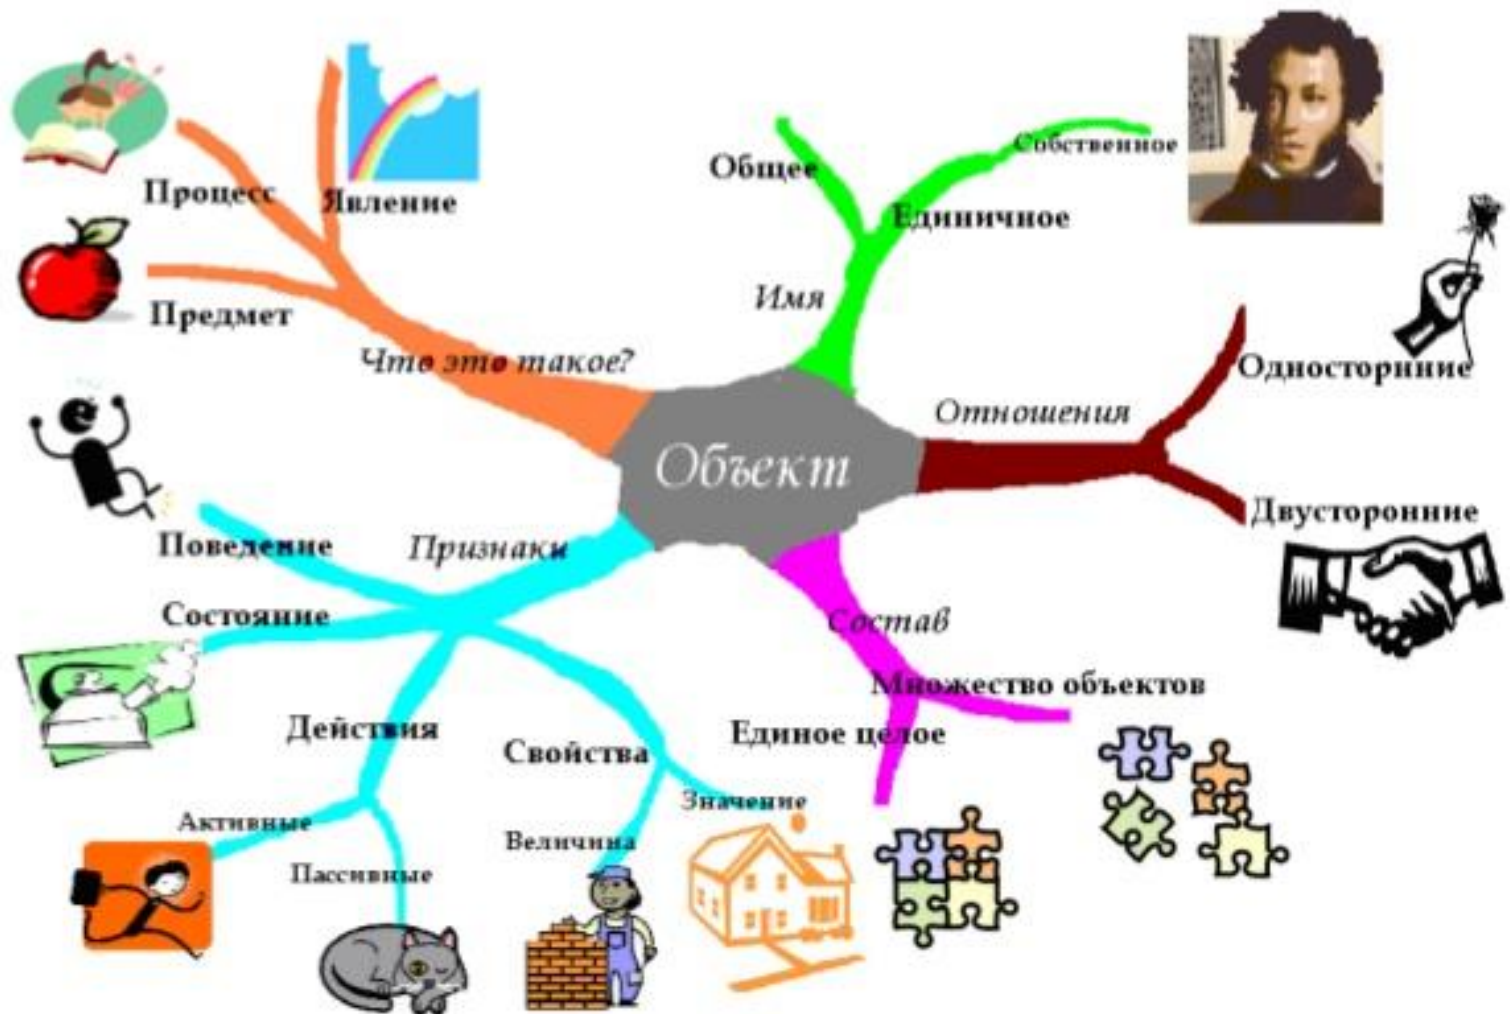 Объект
Что это такое?
Процесс
Явление
Предмет
Имя
Общее
Единичное
Собственное
Отношения
Односторнние
Двусторонние
Состав
Множество объектов
Единое целое
Признаки
Поведение
Состояние
Действия
Активные
Пассивные
Свойства
Величина
Значение